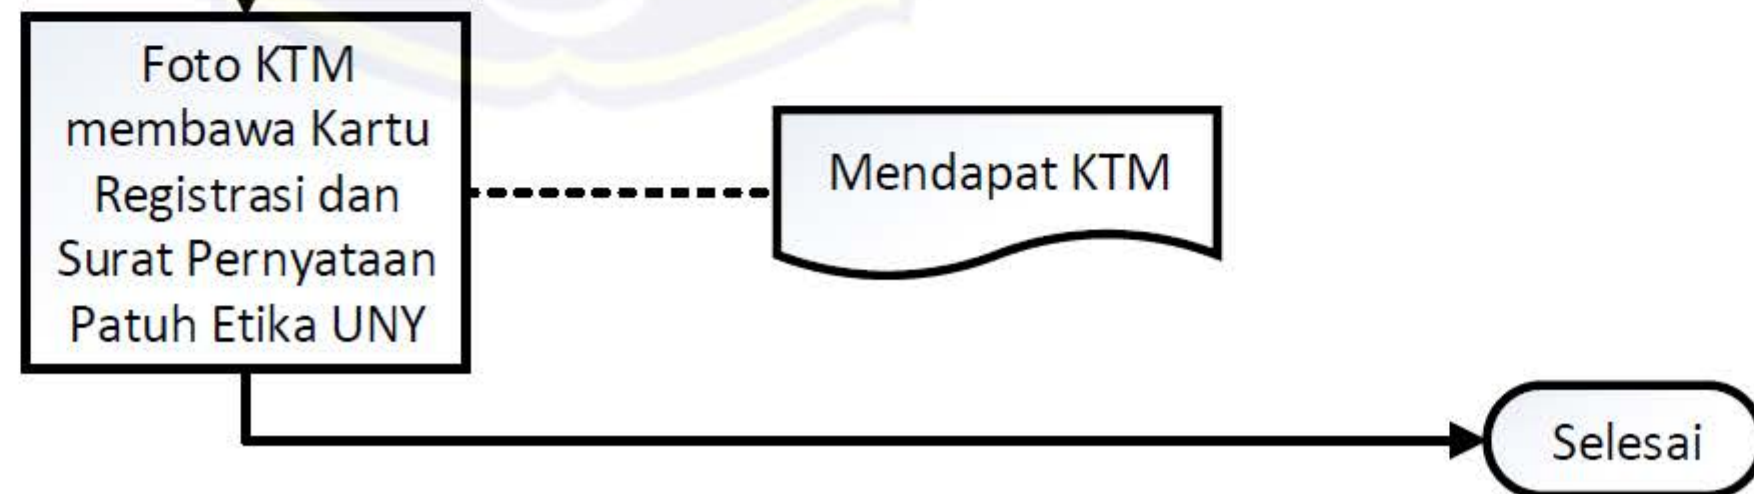 Foto KTM
membawa Kartu
Registrasi dan
Surat Pernyataan
Patuh Etika UNY
Mendapat KTM
Selesai